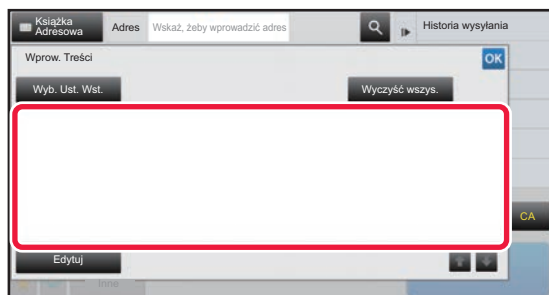 Książka
Adresowa
Adres
Wskaż, żeby wprowadzić adres
Historia wysyłania
Wprow. Treści
OK
Wyb. Ust. Wst.
Wyczyść wszys.
CA
Edytuj
Inne